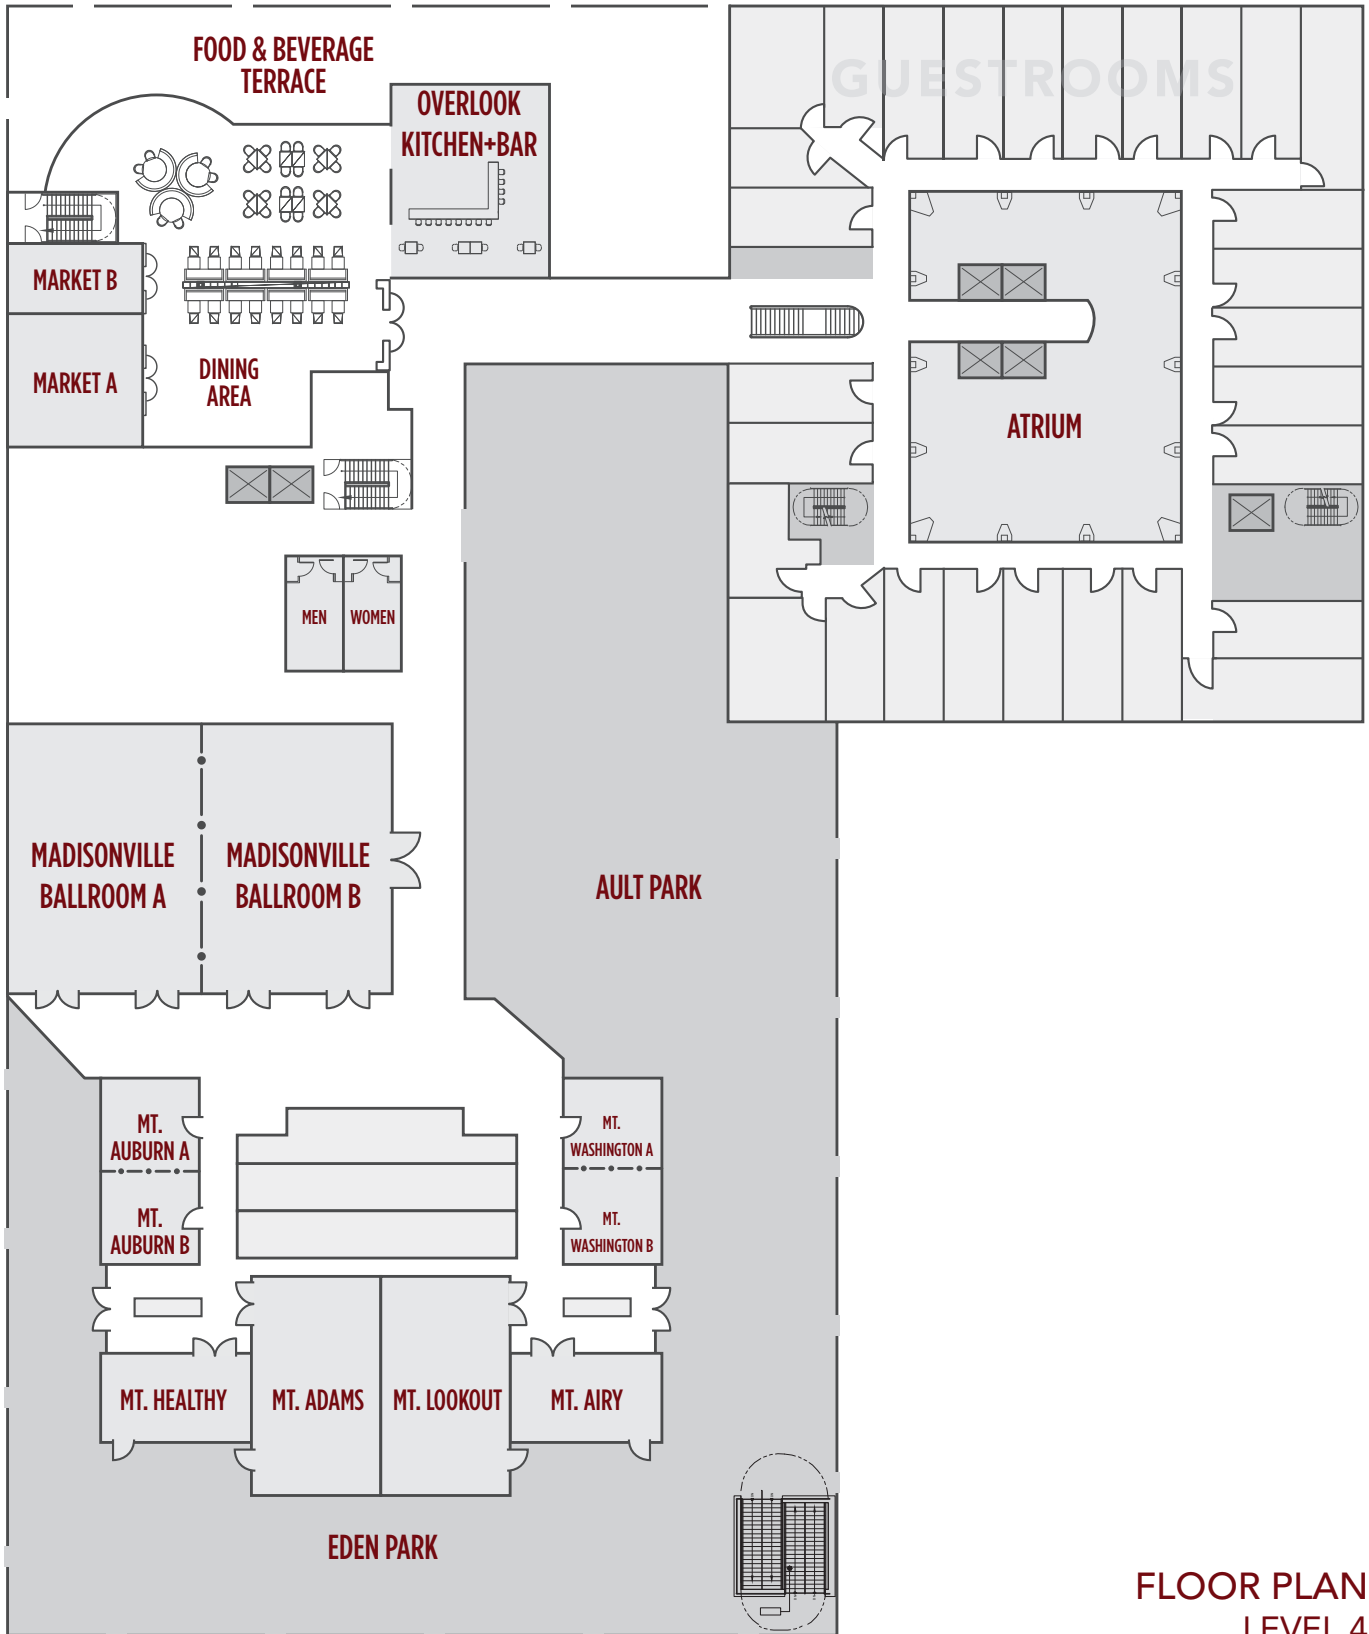 FOOD & BEVERAGE
TERRACE
GUESTROOMS
OVERLOOK
KITCHEN+BAR
MARKET B
MARKET A
DINING
AREA
ATRIUM
MEN
WOMEN
MADISONVILLE
BALLROOM A
MADISONVILLE
BALLROOM B
AULT PARK
MT.
AUBURN A
MT.
WASHINGTON A
MT.
AUBURN B
MT.
WASHINGTON B
MT. HEALTHY
MT. ADAMS
MT. LOOKOUT
MT. AIRY
EDEN PARK
FLOOR PLAN
LEVEL 4